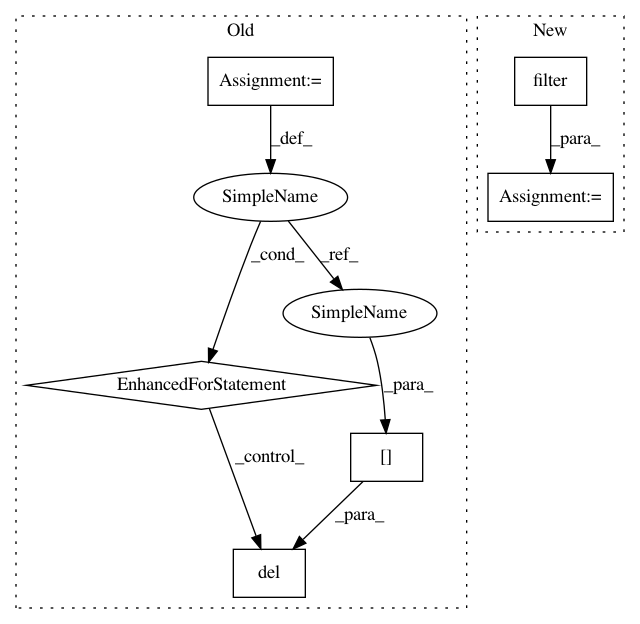 Old
New
Assignment:=
filter
_def_
_para_
SimpleName
Assignment:=
_cond_
_ref_
SimpleName
EnhancedForStatement
_para_
_control_
[]
_para_
del